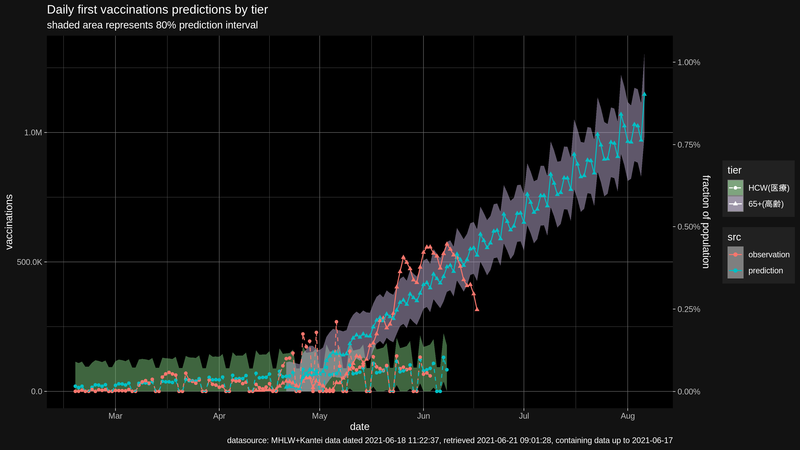 Daily first vaccinations predictions by tier
shaded area represents 80% prediction interval
1.0M
500.0K
0.0
vaccinations
1.00%
0.75%
0.50%
0.25%
0.00%
fraction of population
Mar
Apr
May
Jun
Jul
Aug
date
tier
HCW(医療)
65+(高齢)
src
observation
prediction
datasource: MHLW+Kantei data dated 2021-06-18 11:22:37, retrieved 2021-06-21 09:01:28, containing data up to 2021-06-17